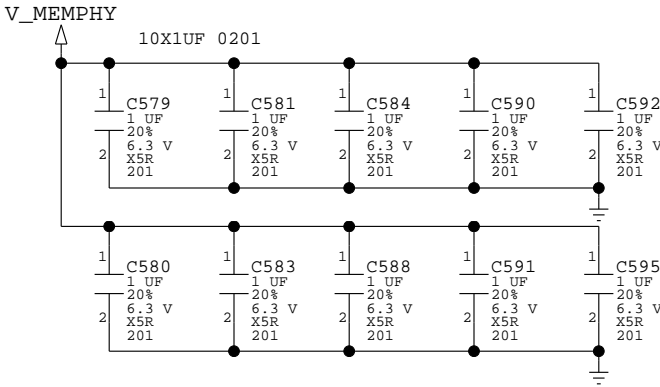 V_MEMPHY
10X1UF 0201
1
C579
1 UF
20%
6.3 V
X5R
201
2
1
C581
1 UF
20%
6.3 V
X5R
201
2
1
C584
1 UF
20%
6.3 V
X5R
201
2
1
C590
1 UF
20%
6.3 V
X5R
201
2
1
C592
1 UF
20%
6.3 V
X5R
201
2
1
C580
1 UF
20%
6.3 V
X5R
201
2
1
C583
1 UF
20%
6.3 V
X5R
201
2
1
C588
1 UF
20%
6.3 V
X5R
201
2
1
C591
1 UF
20%
6.3 V
X5R
201
2
1
C595
1 UF
20%
6.3 V
X5R
201
2